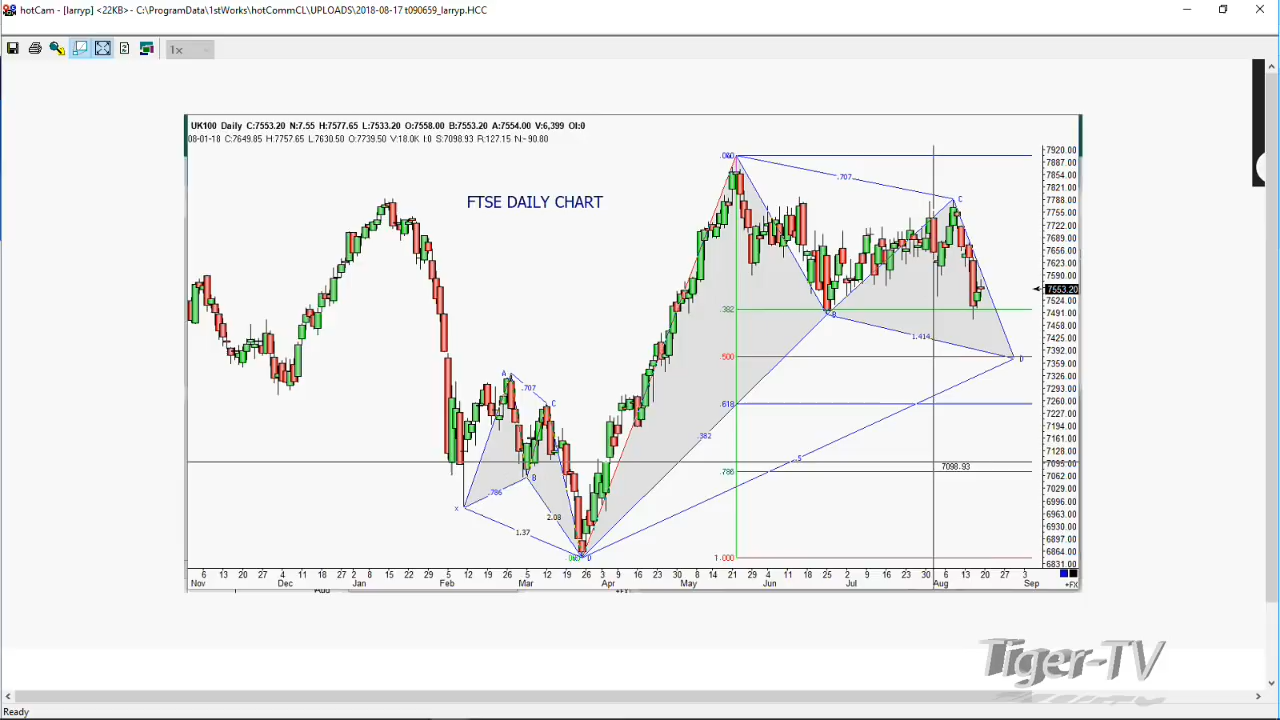 hotCam - [larryp] <22KB> - C:\ProgramData\1stWorks\hotCommCL\UPLOADS\2018-08-17 t090659_larryp.HCC
1x
UK100 Daily C:7553.20 N:7.55 H:7577.65 L:7533.20 O:7558.00 B:7553.20 A:7554.00 V:6,399 OI:0
08-01-18 C:7649.85 H:7757.65 L:7630.50 O:7739.50 V:18.0K I:0 S:7098.93 R:127.15 N~90.80
FTSE DAILY CHART
.707
C
B
1.414
D
.382
.500
.618
.786
1.000
.382
.5
7098.93
A
.707
C
B
X
.786
2.08
1.37
D
7920.00
7887.00
7854.00
7821.00
7788.00
7755.00
7722.00
7689.00
7656.00
7623.00
7590.00
7553.20
7524.00
7491.00
7458.00
7425.00
7392.00
7359.00
7326.00
7293.00
7260.00
7227.00
7194.00
7161.00
7128.00
7095.00
7062.00
7029.00
6996.00
6963.00
6930.00
6897.00
6864.00
6831.00
6 13 20 27 4 11 18 27 2 8 15 22 29 5 12 19 26 5 12 19 26 3 9 16 23 30 8 14 21 29 4 11 18 25 2 9 16 23 30 6 13 20 27 3
Nov Dec Jan Feb Mar Apr May Jun Jul Aug Sep
+FX
Tiger-TV
Ready